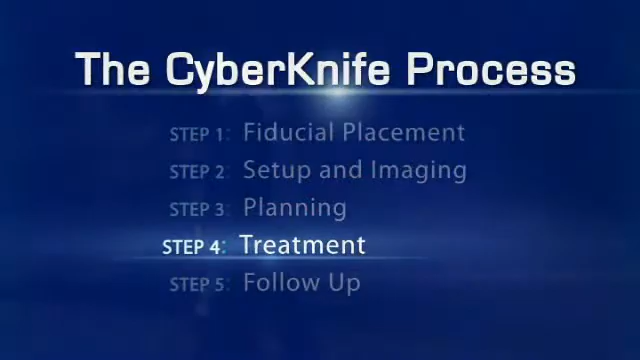 The CyberKnife Process
STEP 1: Fiducial Placement
STEP 2: Setup and Imaging
STEP 3: Planning
STEP 4: Treatment
STEP 5: Follow Up